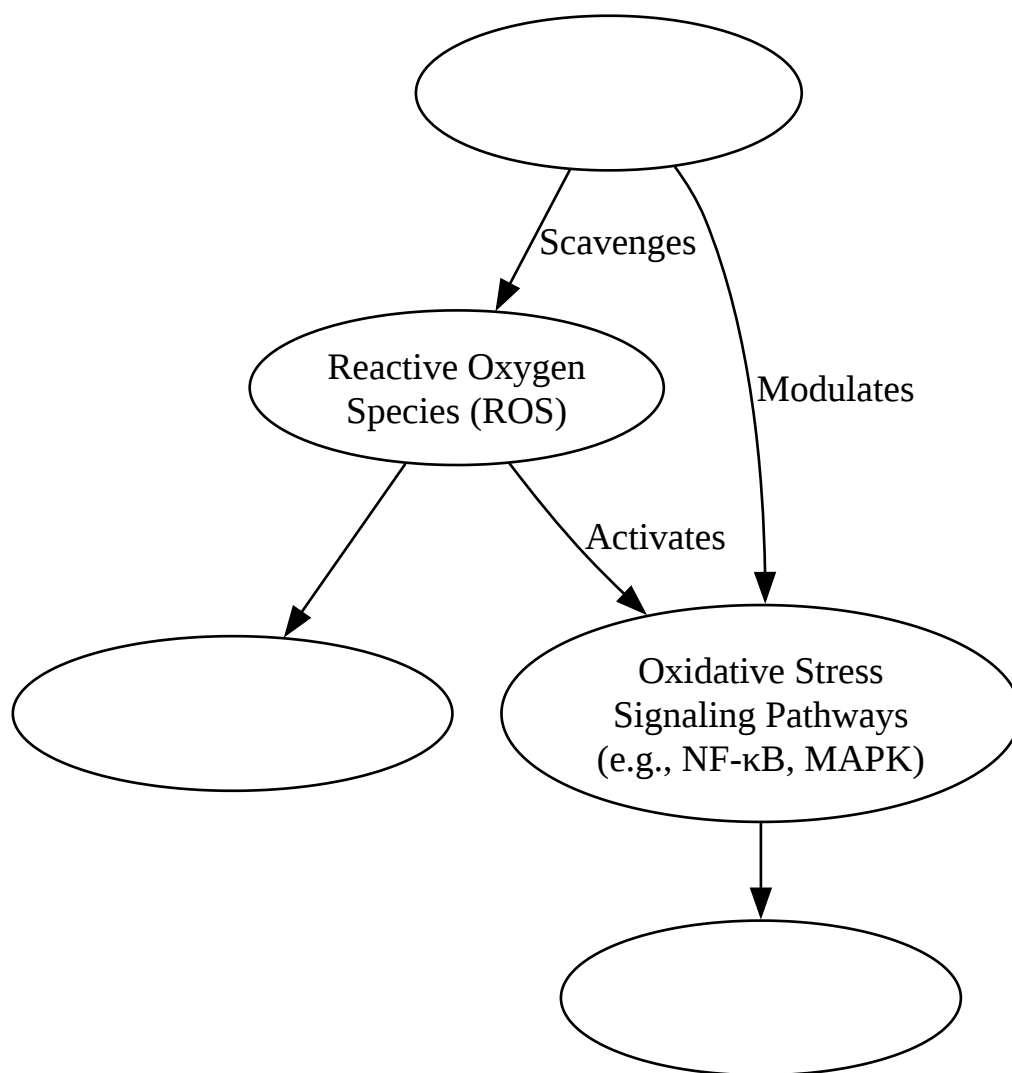 Scavenges
Reactive Oxygen
Species (ROS)
Modulates
Activates
Oxidative Stress
Signaling Pathways
(e.g., NF-κB, MAPK)